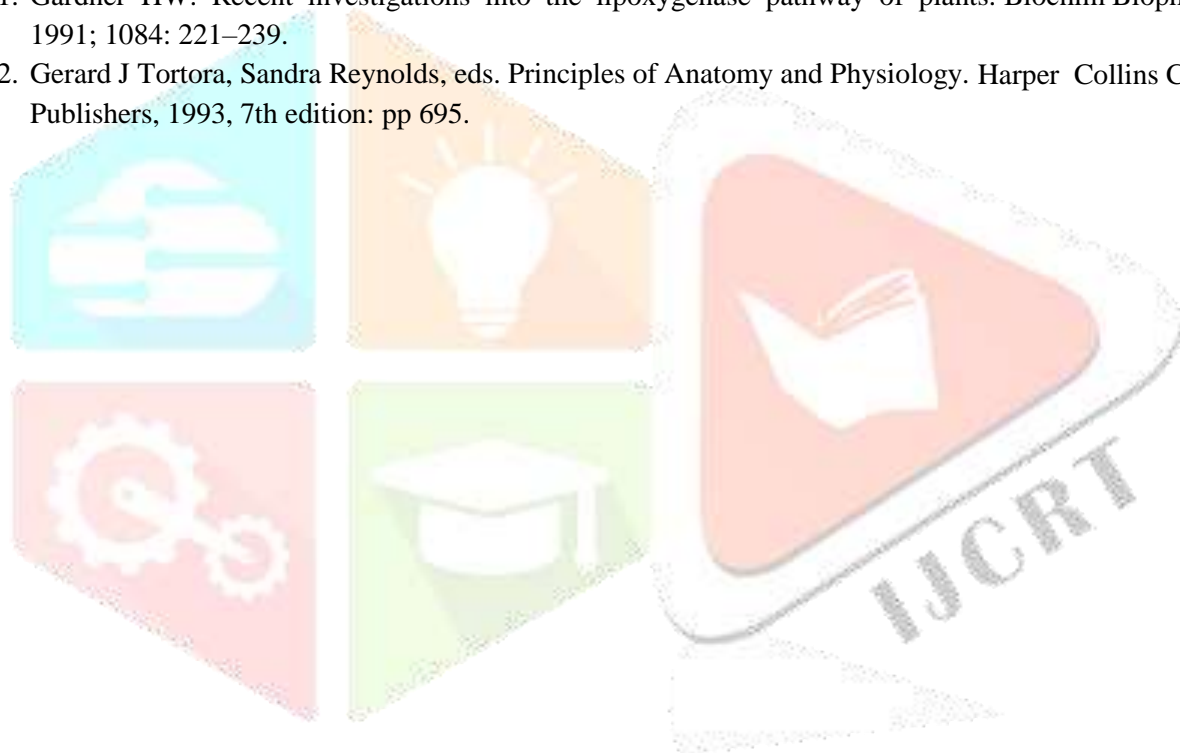 1. Gardner HW. Recent investigations into the lipoxygenase pathway of plants. Biochim Bioph
1991; 1084: 221–239.
2. Gerard J Tortora, Sandra Reynolds, eds. Principles of Anatomy and Physiology. Harper Collins C
Publishers, 1993, 7th edition: pp 695.
IJCRT